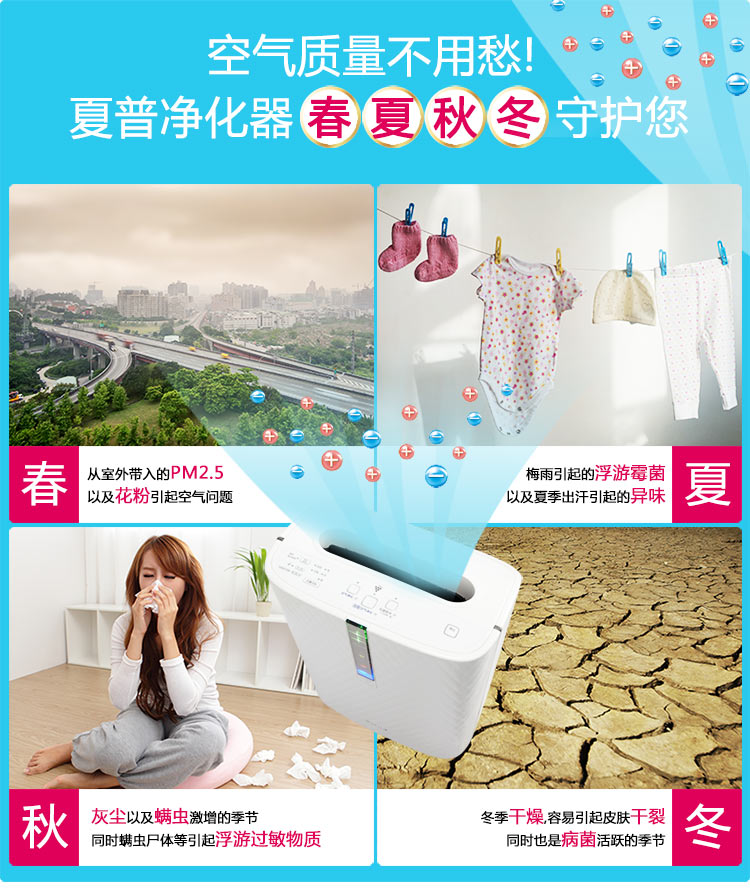 空气质量不用愁!
夏普净化器春夏秋冬守护您
春
从室外带入的PM2.5
以及花粉引起空气问题
夏
梅雨引起的浮游霉菌
以及夏季出汗引起的异味
秋
灰尘以及螨虫激增的季节
同时螨虫尸体等引起浮游过敏物质
冬
冬季干燥,容易引起皮肤干裂
同时也是病菌活跃的季节